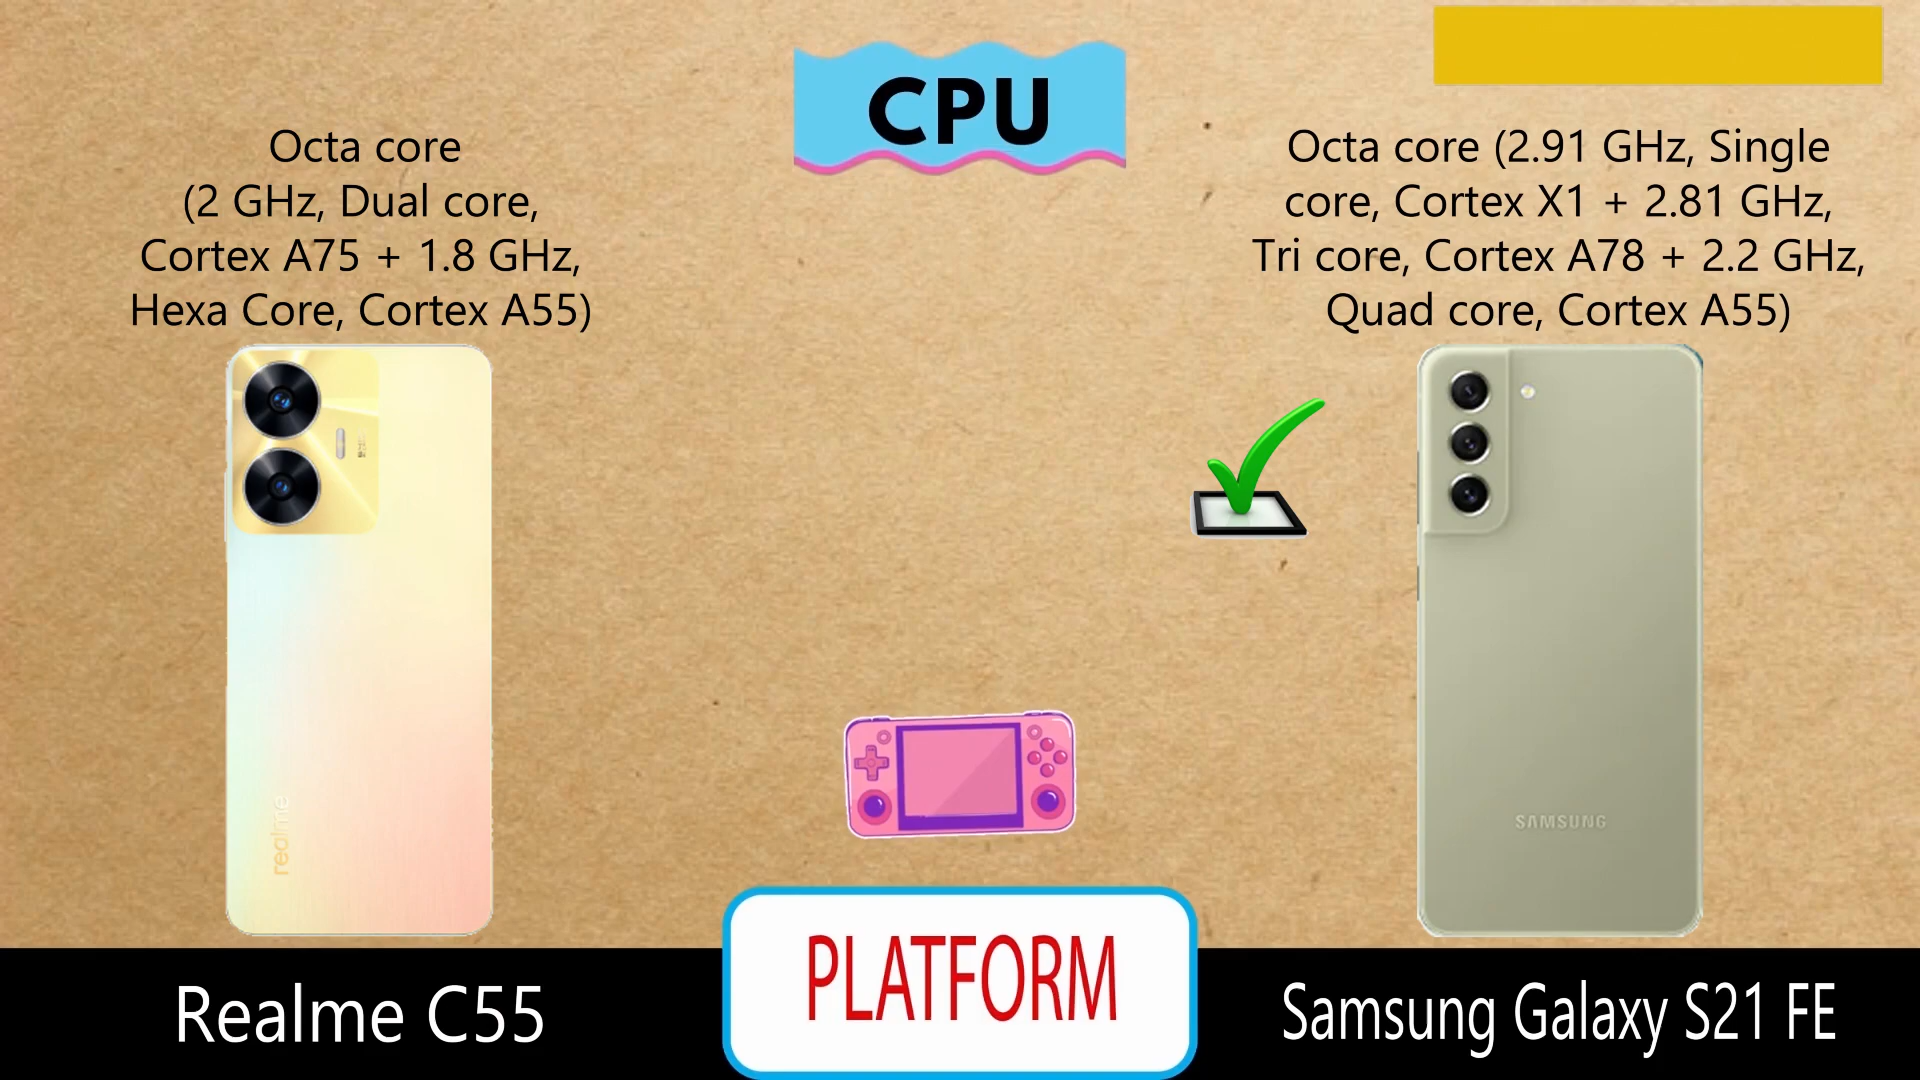 CPU
Octa core
(2 GHz, Dual core,
Cortex A75 + 1.8 GHz,
Hexa Core, Cortex A55)
Octa core (2.91 GHz, Single
core, Cortex X1 + 2.81 GHz,
Tri core, Cortex A78 + 2.2 GHz,
Quad core, Cortex A55)
realme
SAMSUNG
Realme C55
PLATFORM
Samsung Galaxy S21 FE